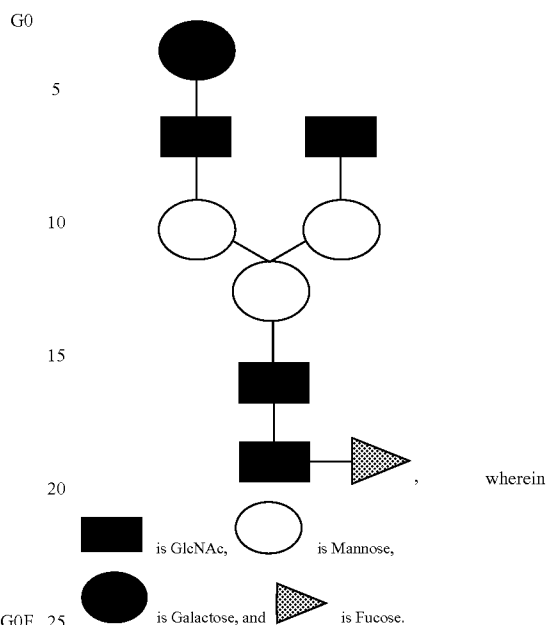 G0
5
10
15
, wherein
20
is GlcNAc, is Mannose,
is Galactose, and is Fucose.
G0F 25